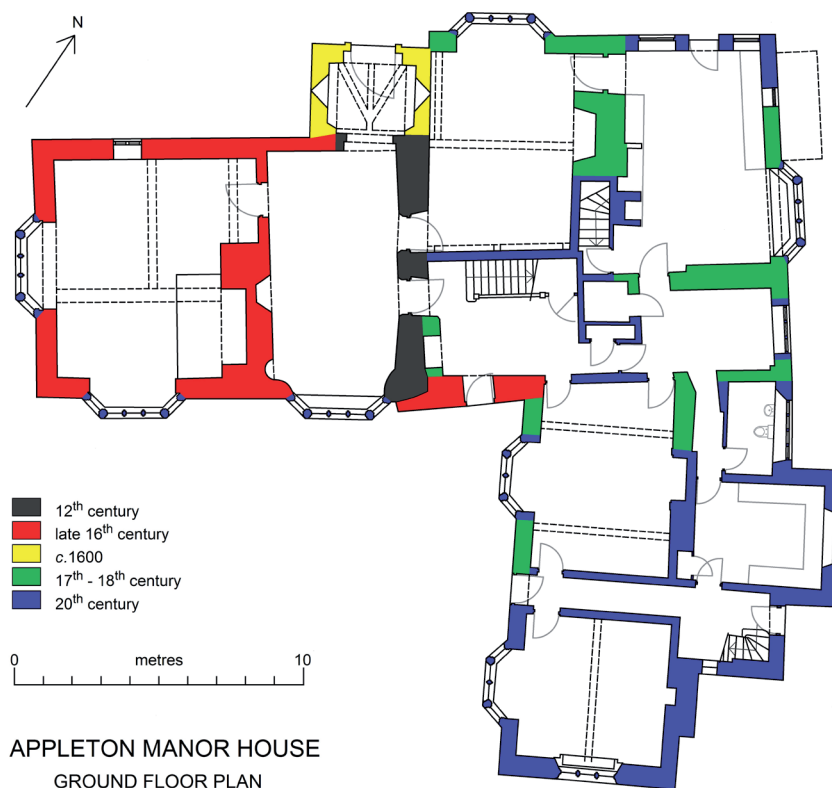 N
12th century
late 16th century
c.1600
17th - 18th century
20th century
0 metres 10
APPLETON MANOR HOUSE
GROUND FLOOR PLAN